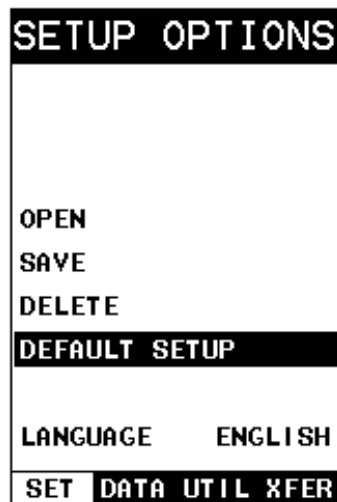 SETUP OPTIONS
OPEN
SAVE
DELETE
DEFAULT SETUP
LANGUAGE ENGLISH
SET DATA UTIL XFER